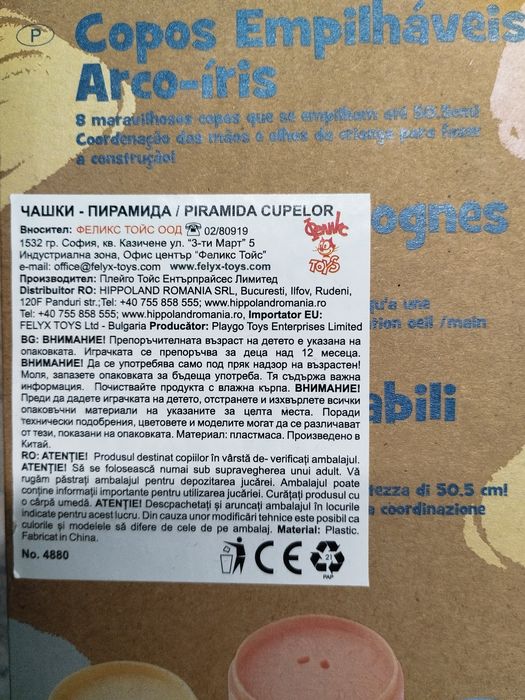 P
Copos Empilháveis
Arco-íris
8 maravilhosos copos que se empilham até 50.5cm!
Coordenação das mãos e olhos da criança para fazer
a construção!
ЧАШКИ - ПИРАМИДА / PIRAMIDA CUPELOR
Вносител: ФЕЛИКС ТОЙС ООД ☎ 02/80919
1532 гр. София, кв. Казичене ул. "3-ти Март" 5
Индустриална зона, Офис център "Феликс Тойс"
e-mail: office@felyx-toys.com www.felyx-toys.com
Феликс
TOYS
Производител: Плейго Тойс Ентърпрайсес Лимитед
Distribuitor RO: HIPPOLAND ROMANIA SRL, Bucuresti, Ilfov, Rudeni,
120F Panduri str.;Tel: +40 755 858 555; www.hippolandromania.ro
Tel: +40 755 858 555; www.hippolandromania.ro, Importator EU:
FELYX TOYS Ltd - Bulgaria Producător: Playgo Toys Enterprises Limited
BG: ВНИМАНИЕ! Препоръчителната възраст на детето е указана на
опаковката. Играчката се препоръчва за деца над 12 месеца.
ВНИМАНИЕ! Да се употребява само под пряк надзор на възрастен!
Моля, запазете опаковката за бъдеща употреба. Тя съдържа важна
информация. Почиствайте продукта с влажна кърпа. ВНИМАНИЕ!
Преди да дадете играчката на детето, отстранете и изхвърлете всички
опаковъчни материали на указаните за целта места. Поради
технически подобрения, цветовете и моделите могат да се различават
от тези, показани на опаковката. Материал: пластмаса. Произведено в
Китай.
RO: ATENȚIE! Produsul destinat copiilor în vârstă de- verificati ambalajul.
ATENȚIE! Să se folosească numai sub supravegherea unui adult. Vă
rugăm păstrați ambalajul pentru depozitarea jucărei. Ambalajul poate
conține informații importante pentru utilizarea jucăriei. Curățați produsul cu
o cârpă umedă. ATENȚIE! Despachetați și aruncați ambalajul în locurile
indicate pentru acest lucru. Din cauza unor modificări tehnice este posibil ca
culorile și modelele să difere de cele de pe ambalaj. Material: Plastic.
Fabricat in China.
No. 4880
CE
21
PAP
ognes
qu'a une
tion oeil /main
abili
tezza di 50.5 cm!
a coordinazione